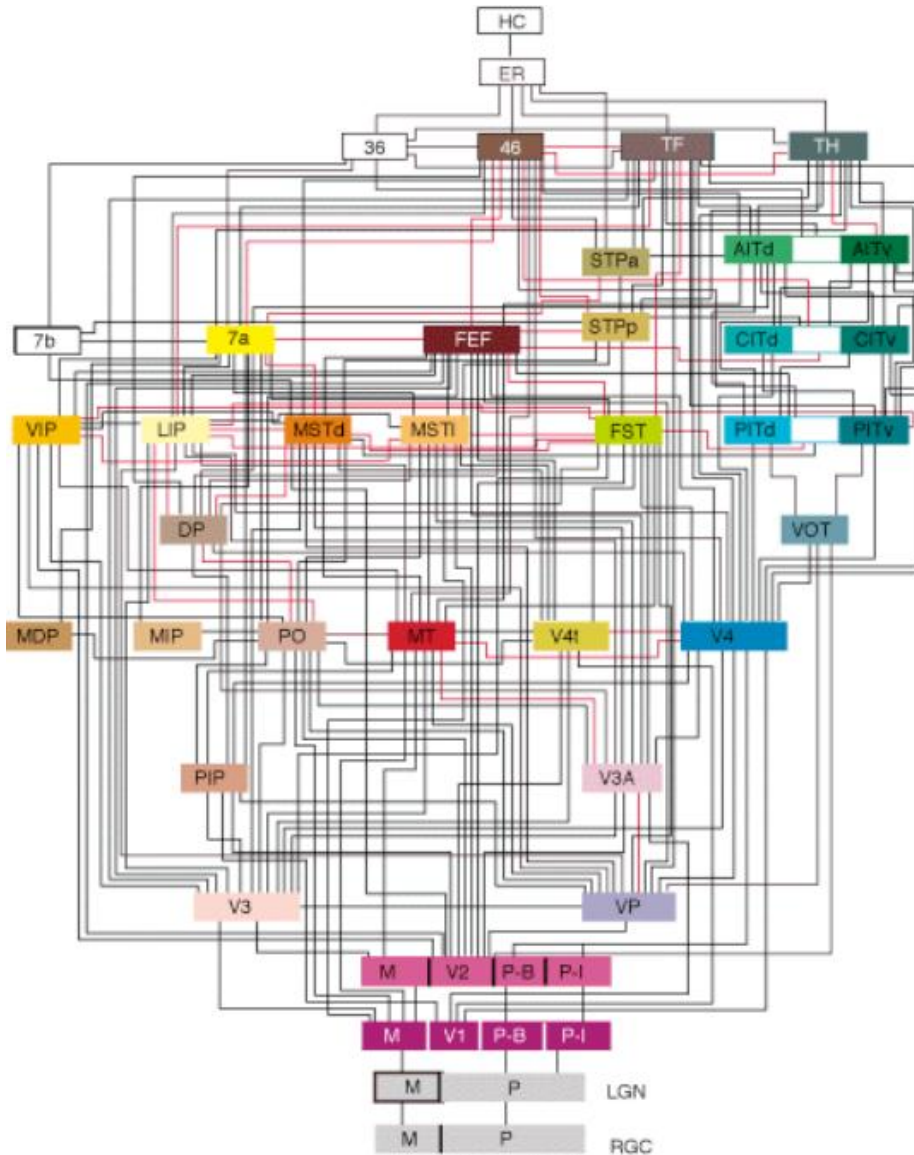 HC
ER
36 46 TF TH
STPa AITd AITv
7b 7a FEF STPp CITd CITv
VIP LIP MSTd MSTl FST PITd PITv
DP VOT
MDP MIP PO MT V4t V4
PIP V3A
V3 VP
M V2 P-B P-I
M V1 P-B P-I
M P LGN
M P RGC